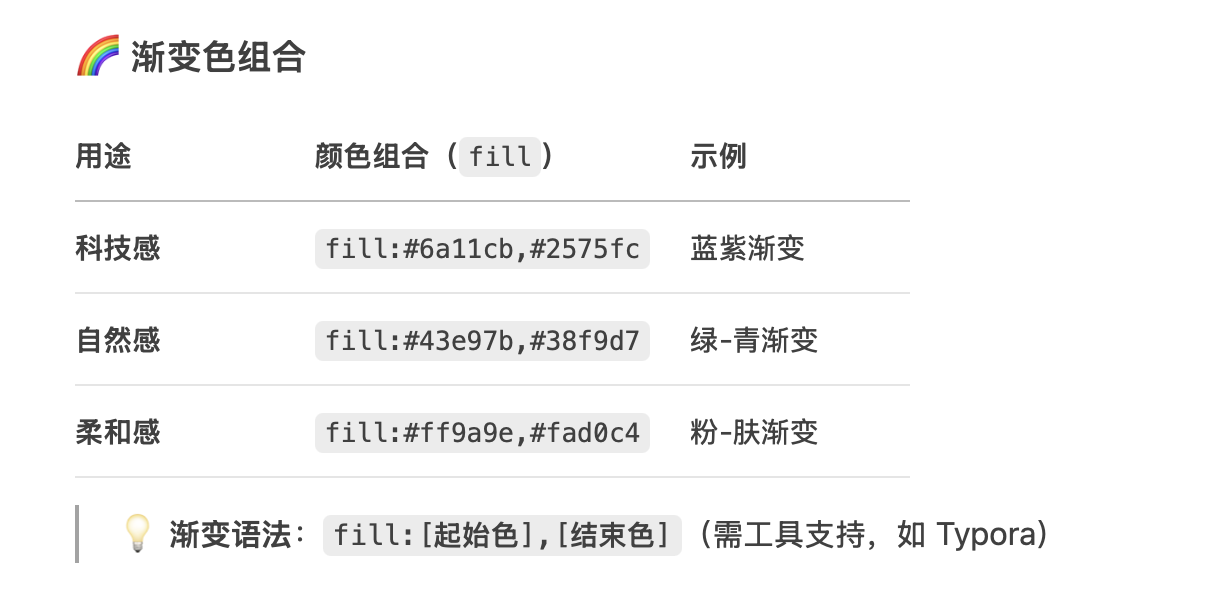 🌈 渐变色组合
用途 颜色组合（fill） 示例
科技感 fill:#6a11cb,#2575fc 蓝紫渐变
自然感 fill:#43e97b,#38f9d7 绿-青渐变
柔和感 fill:#ff9a9e,#fad0c4 粉-肤渐变
💡 渐变语法：fill:[起始色],[结束色]（需工具支持，如 Typora）